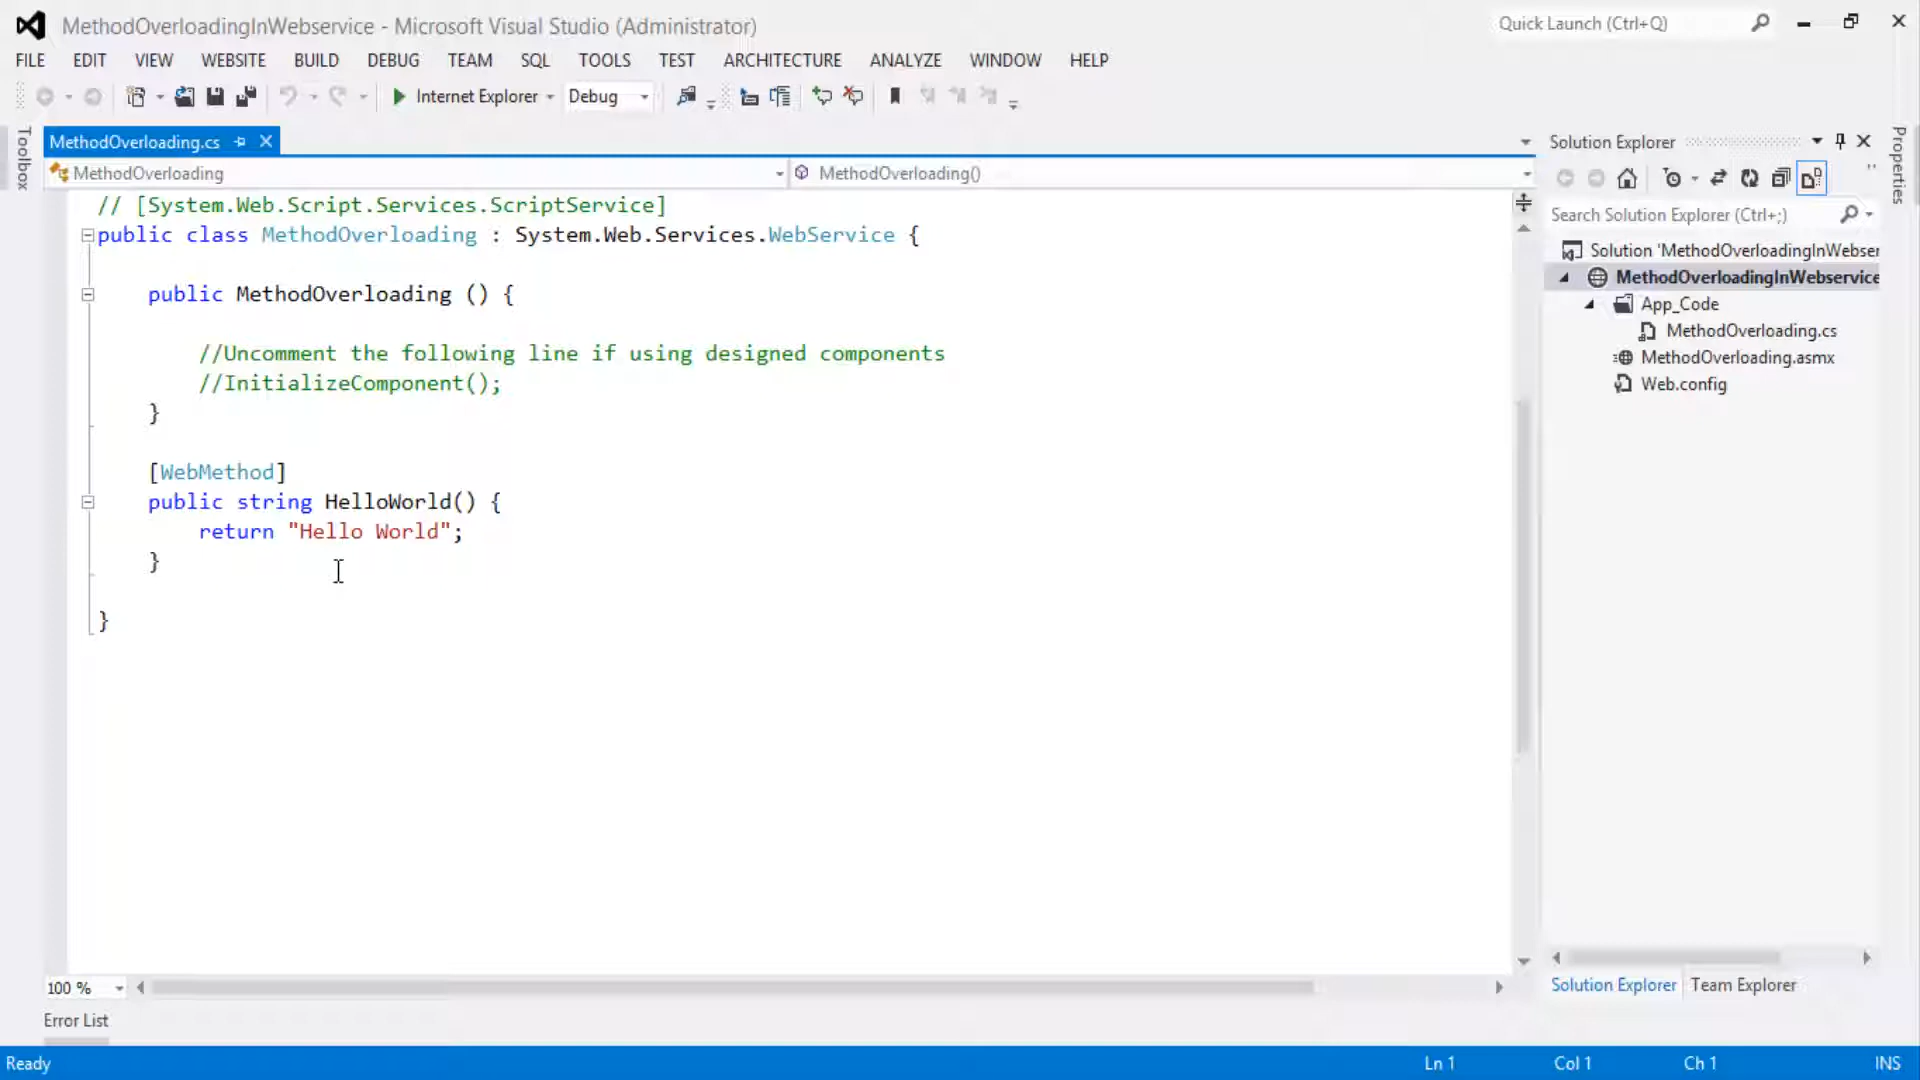 MethodOverloadingInWebservice - Microsoft Visual Studio (Administrator)
Quick Launch (Ctrl+Q)
FILE EDIT VIEW WEBSITE BUILD DEBUG TEAM SQL TOOLS TEST ARCHITECTURE ANALYZE WINDOW HELP
Internet Explorer Debug
Toolbox
MethodOverloading.cs
MethodOverloading
MethodOverloading()
// [System.Web.Script.Services.ScriptService]
public class MethodOverloading : System.Web.Services.WebService {
public MethodOverloading () {
//Uncomment the following line if using designed components
//InitializeComponent();
}
[WebMethod]
public string HelloWorld() {
return "Hello World";
}
}
100 %
Error List
Solution Explorer
Search Solution Explorer (Ctrl+;)
Solution 'MethodOverloadingInWebser
MethodOverloadingInWebservice
App_Code
MethodOverloading.cs
MethodOverloading.asmx
Web.config
Solution Explorer Team Explorer
Properties
Ready
Ln 1 Col 1 Ch 1 INS